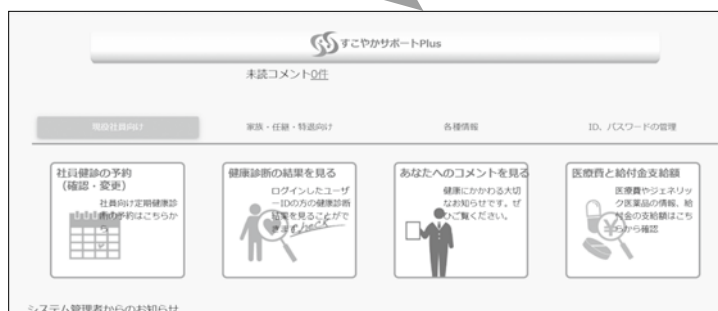 すこやかサポートPlus
未読コメント0件
現役社員向け
家族・任継・特退向け
各種情報
ID、パスワードの管理
社員健診の予約
（確認・変更）
社員向け定期健康診
断の予約はこちらか
ら
健康診断の結果を見る
ログインしたユーザ
ーIDの方の健康診断
結果を見ることがで
きます。
check
あなたへのコメントを見る
健康にかかわる大切
なお知らせです。ぜ
ひご覧ください。
医療費と給付金支給額
医療費やジェネリッ
ク医薬品の情報、給
付金の支給額はこち
らから確認
システム管理者からのお知らせ